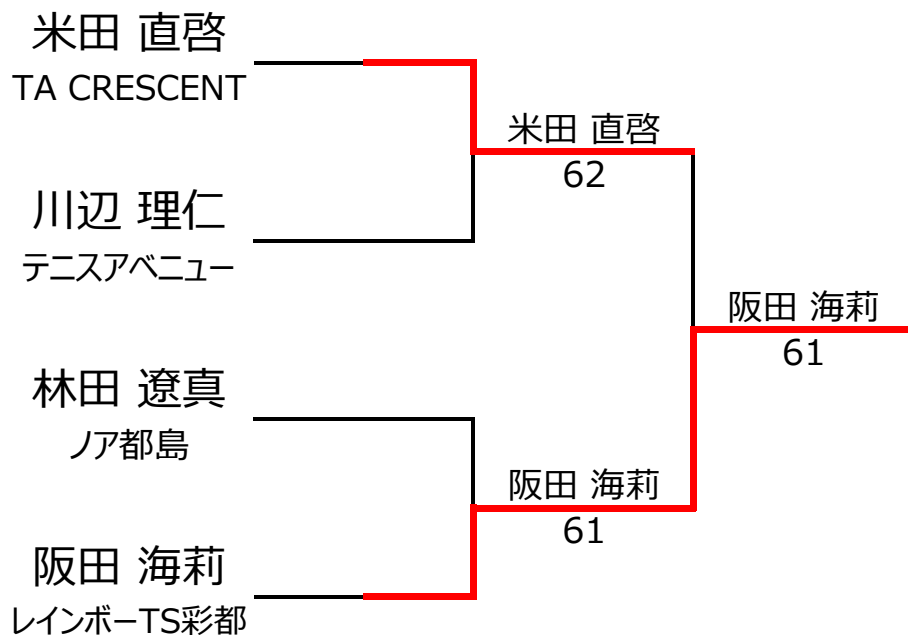 米田 直啓
TA CRESCENT
川辺 理仁
テニスアベニュー
林田 遼真
ノア都島
阪田 海莉
レインボーTS彩都
米田 直啓
62
阪田 海莉
61
阪田 海莉
61